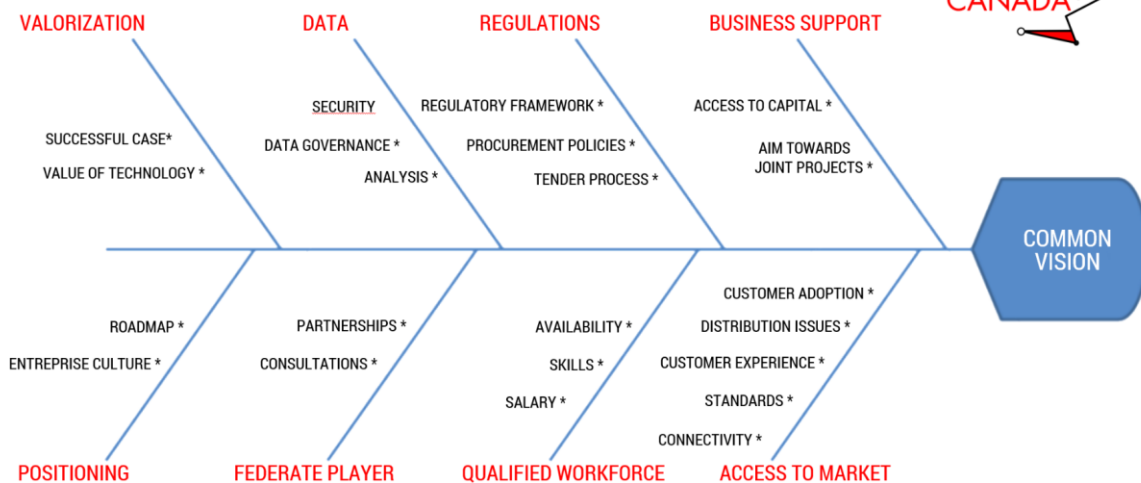 CANADA
VALORIZATION
DATA
REGULATIONS
BUSINESS SUPPORT
SUCCESSFUL CASE*
VALUE OF TECHNOLOGY *
SECURITY
DATA GOVERNANCE *
ANALYSIS *
REGULATORY FRAMEWORK *
PROCUREMENT POLICIES *
TENDER PROCESS *
ACCESS TO CAPITAL *
AIM TOWARDS
JOINT PROJECTS *
COMMON
VISION
ROADMAP *
ENTREPRISE CULTURE *
PARTNERSHIPS *
CONSULTATIONS *
AVAILABILITY *
SKILLS *
SALARY *
CUSTOMER ADOPTION *
DISTRIBUTION ISSUES *
CUSTOMER EXPERIENCE *
STANDARDS *
CONNECTIVITY *
POSITIONING
FEDERATE PLAYER
QUALIFIED WORKFORCE
ACCESS TO MARKET